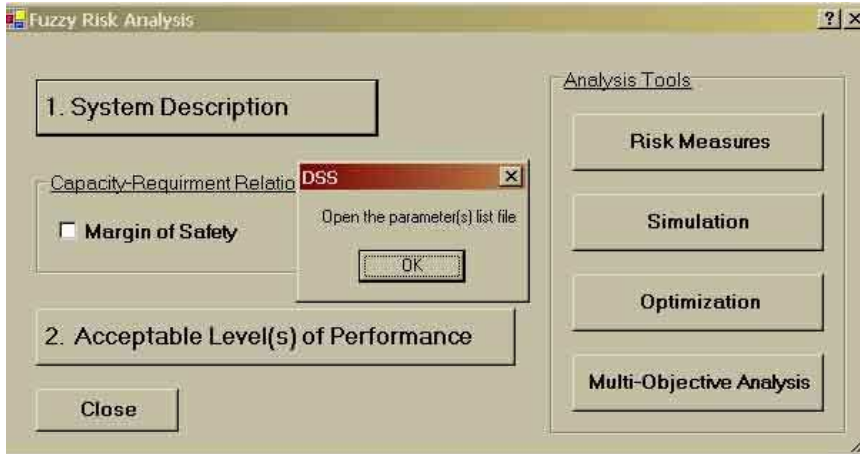 Fuzzy Risk Analysis
1. System Description
Capacity-Requirment Relatio
Margin of Safety
DSS
Open the parameter(s) list file
OK
2. Acceptable Level(s) of Performance
Close
Analysis Tools
Risk Measures
Simulation
Optimization
Multi-Objective Analysis